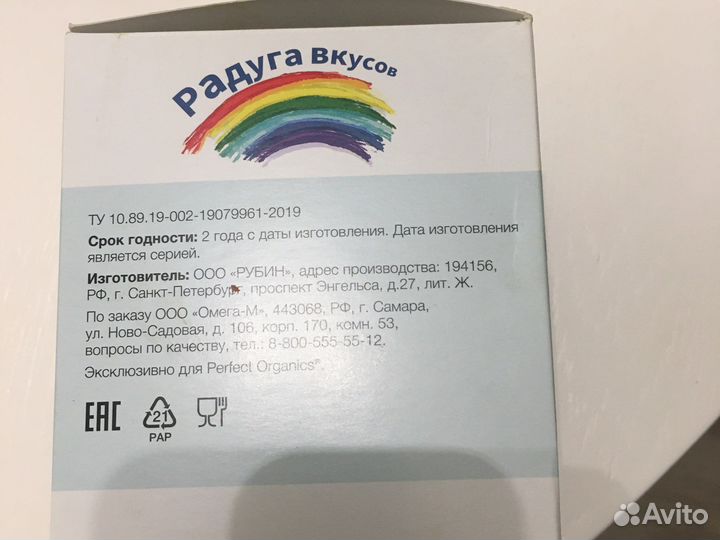 Радуга вкусов
ТУ 10.89.19-002-19079961-2019
Срок годности: 2 года с даты изготовления. Дата изготовления
является серией.
Изготовитель: ООО «РУБИН», адрес производства: 194156,
РФ, г. Санкт-Петербург, проспект Энгельса, д.27, лит. Ж.
По заказу ООО «Омега-М», 443068, РФ, г. Самара,
ул. Ново-Садовая, д. 106, корп. 170, комн. 53,
вопросы по качеству, тел.: 8-800-555-55-12.
Эксклюзивно для Perfect Organics®.
EAC
21
PAP
Avito